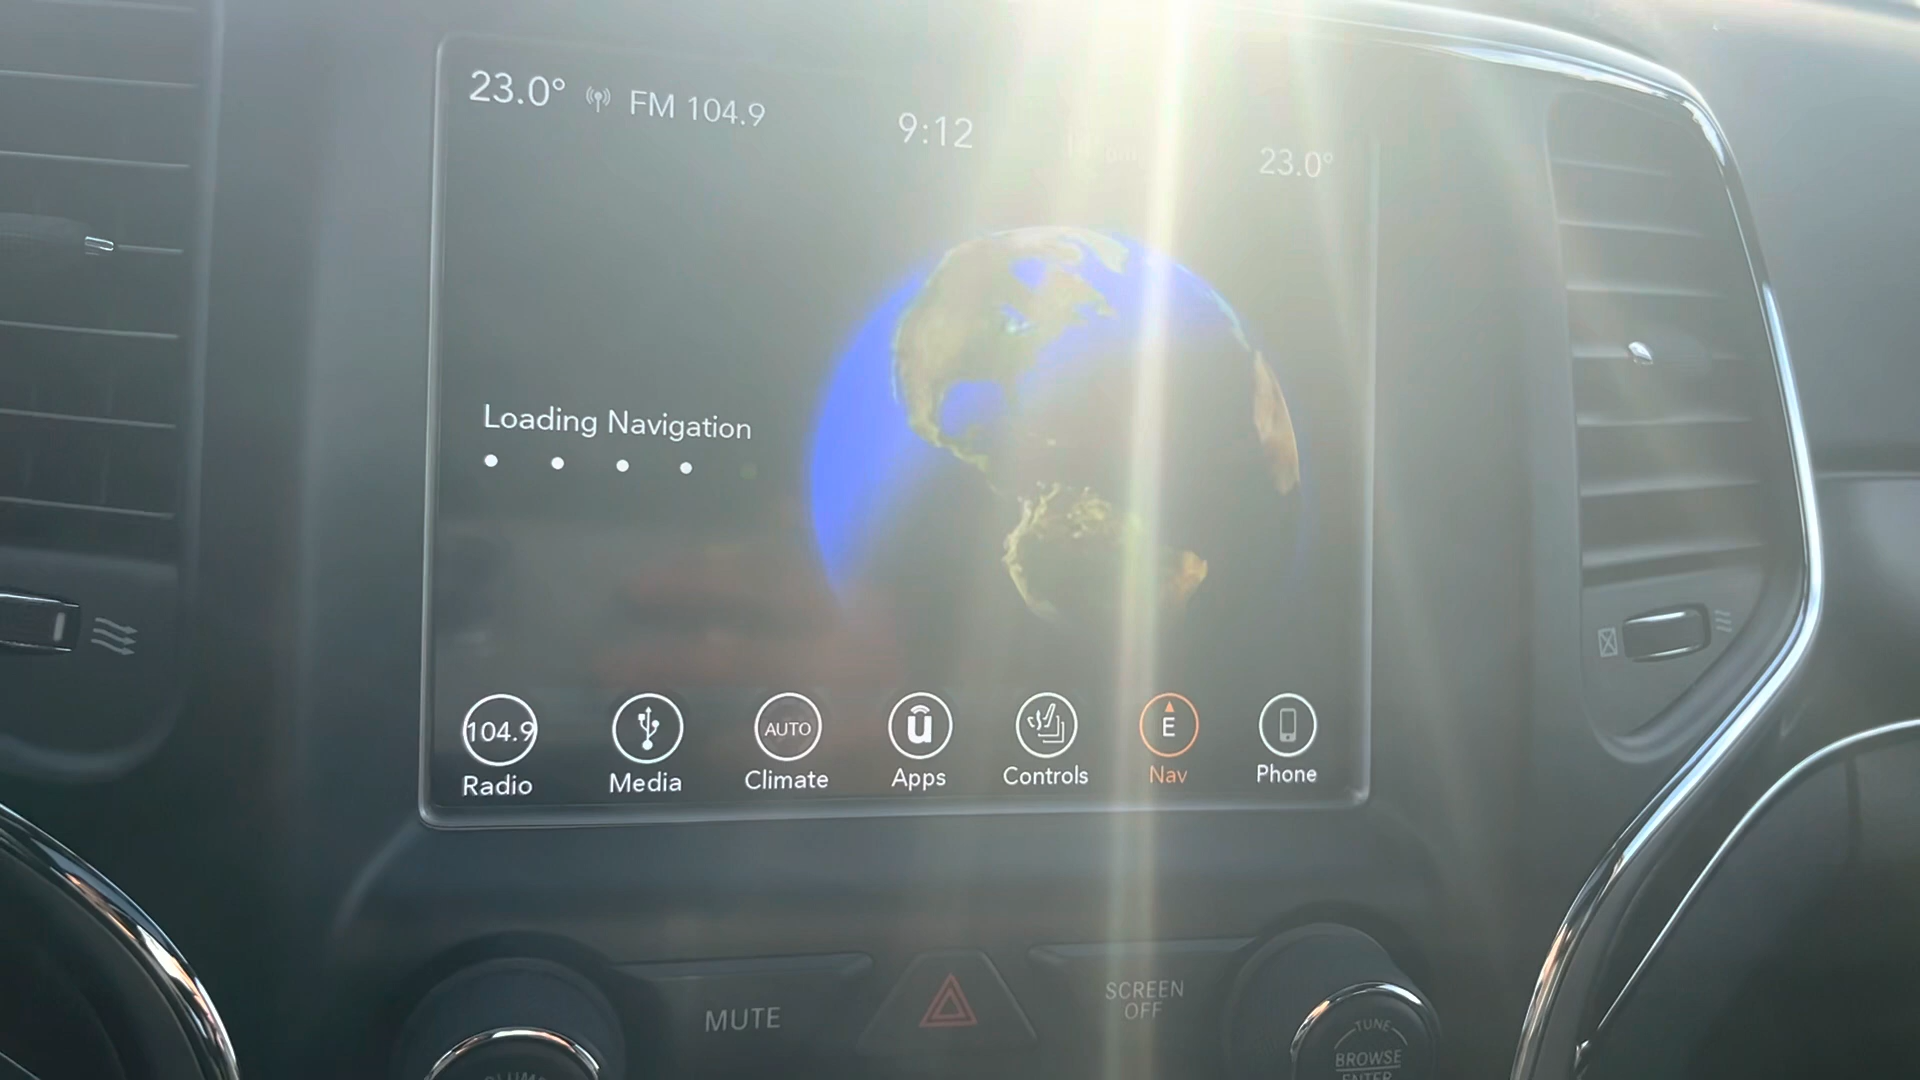 23.0° FM 104.9
9:12
23.0°
Loading Navigation
104.9
AUTO
u
E
Radio
Media
Climate
Apps
Controls
Nav
Phone
MUTE
SCREEN
OFF
TUNE
BROWSE
ENTER